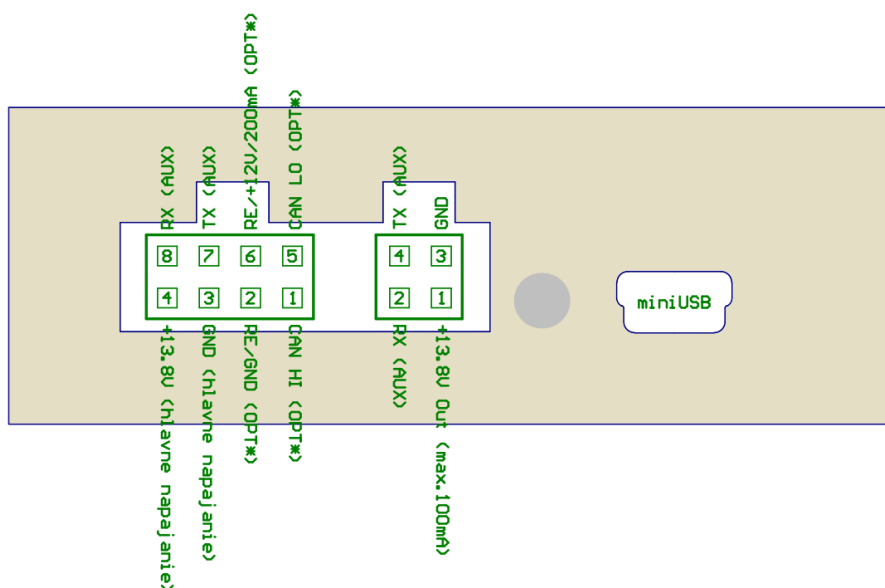 RX (AUX)
TX (AUX)
RE/+12V/200mA (OPT*)
CAN LO (OPT*)
TX (AUX)
GND
8 7 6 5
4 3
4 3 2 1
2 1
miniUSB
+13.8V (hlavne napajanie)
GND (hlavne napajanie)
RE/GND (OPT*)
CAN HI (OPT*)
RX (AUX)
+13.8V Out (max.100mA)